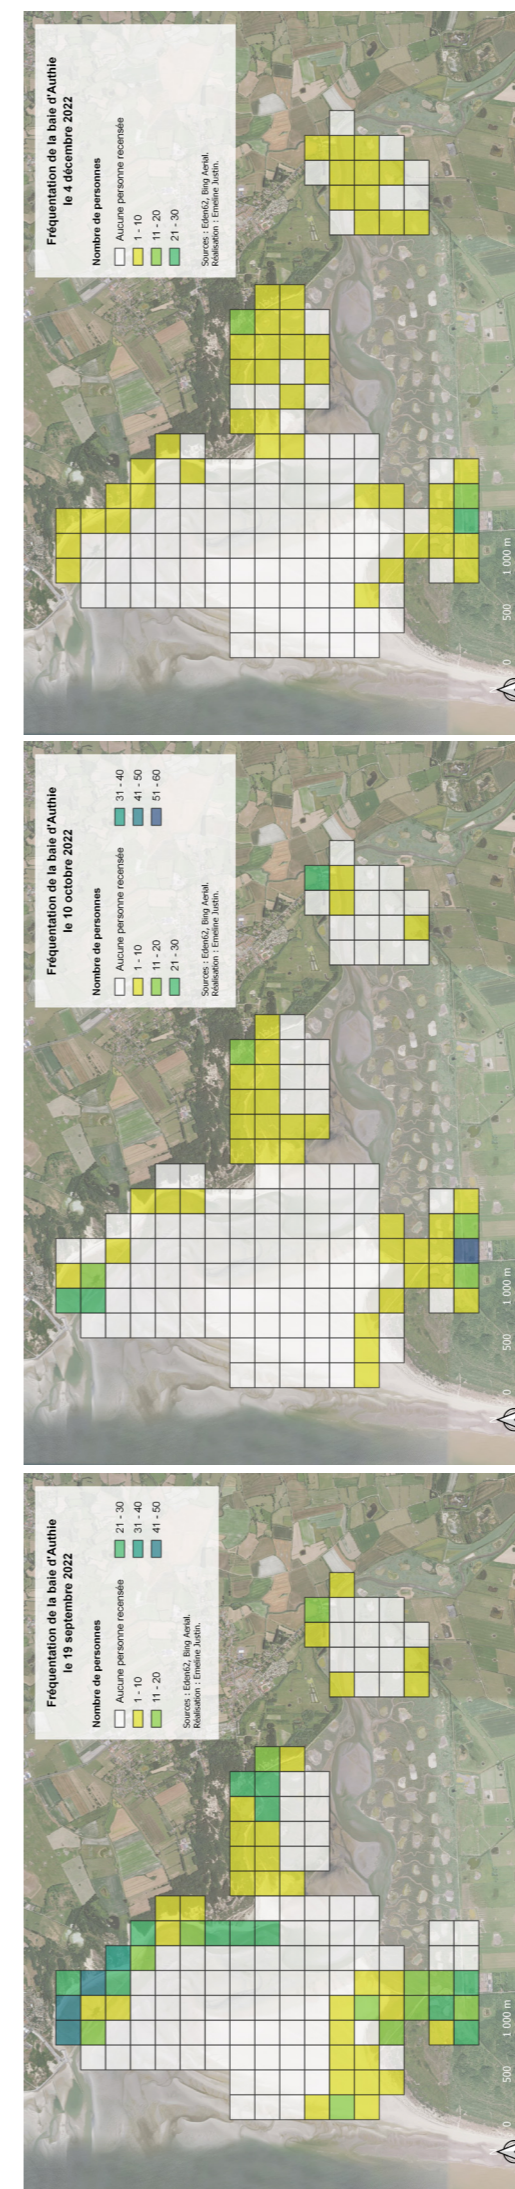 Fréquentation de la baie d'Authie
le 4 décembre 2022
Nombre de personnes
Aucune personne recensée
1 - 10
11 - 20
21 - 30
Sources : Eden62, Bing Aerial.
Réalisation : Emeline Justin.
0 500 1 000 m
Fréquentation de la baie d'Authie
le 10 octobre 2022
Nombre de personnes
Aucune personne recensée
1 - 10
11 - 20
21 - 30
31 - 40
41 - 50
51 - 60
Sources : Eden62, Bing Aerial.
Réalisation : Emeline Justin.
0 500 1 000 m
Fréquentation de la baie d'Authie
le 19 septembre 2022
Nombre de personnes
Aucune personne recensée
1 - 10
11 - 20
21 - 30
31 - 40
41 - 50
Sources : Eden62, Bing Aerial.
Réalisation : Emeline Justin.
0 500 1 000 m